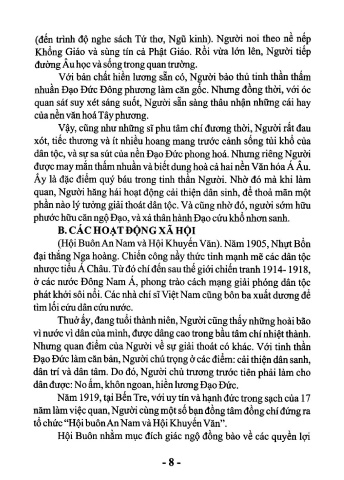 (đến trình độ nghe sách Tứ thơ, Ngũ kinh). Người noi theo nề nếp
Khổng Giáo và sùng tín cả Phật Giáo. Rồi vừa lớn lên, Người tiếp
đường Âu học và sống trong quan trường.
Với bản chất hiền lương sẵn có, Người bảo thủ tinh thần thấm
nhuần Đạo Đức Đông phương làm căn gốc. Nhưng đồng thời, với óc
quan sát suy xét sáng suốt, Người sẵn sàng thâu nhận những cái hay
của nền văn hoá Tây phương.
Vậy, cũng như những sĩ phu tâm chí đương thời, Người rất đau
xót, tiếc thương và ít nhiều hoang mang trước cảnh sống tủi khổ của
dân tộc, và sự sa sút của nền Đạo Đức phong hoá. Nhưng riêng Người
được may mắn thấm nhuần và biết dung hoà cả hai nền Văn hóa Á Âu.
Ấy là đặc điểm quý báu trong tinh thần Người. Nhờ đó mà khi làm
quan, Người hăng hái hoạt động cải thiện dân sinh, để thoả mãn một
phần nào lý tưởng giải thoát dân tộc. Và cũng nhờ đó, người sớm hữu
phước hữu căn ngộ Đạo, và xả thân hành Đạo cứu khổ nhơn sanh.
B. CÁC HOẠT ĐỘNG XÃ HỘI
(Hội Buôn An Nam và Hội Khuyến Văn). Năm 1905, Nhựt Bổn
đại thắng Nga hoàng. Chiến công nầy thức tỉnh mạnh mẽ các dân tộc
nhược tiểu Á Châu. Từ đó chí đến sau thế giới chiến tranh 1914- 1918,
ở các nước Đông Nam Á, phong trào cách mạng giải phóng dân tộc
phát khởi sôi nổi. Các nhà chí sĩ Việt Nam cũng bôn ba xuất dương để
tìm lối cứu dân cứu nước.
Thuở ấy, đang tuổi thành niên, Người cũng thấy những hoài bão
vì nước vì dân của mình, được dâng cao trong bầu tâm chí nhiệt thành.
Nhưng quan điểm của Người về sự giải thoát có khác. Với tinh thần
Đạo Đức làm căn bản, Người chú trọng ở các điểm: cải thiện dân sanh,
dân trí và dân tâm. Do đó, Người chủ trương trước tiên phải làm cho
dân được: No ấm, khôn ngoan, hiền lương Đạo Đức.
Năm 1919, tại Bến Tre, với uy tín và hạnh đức trong sạch của 17
năm làm việc quan, Người cùng một số bạn đồng tâm đồng chí đứng ra
tổ chức “Hội buôn An Nam và Hội Khuyến Văn”.
Hội Buôn nhằm mục đích giác ngộ đồng bào về các quyền lợi
- 8 -